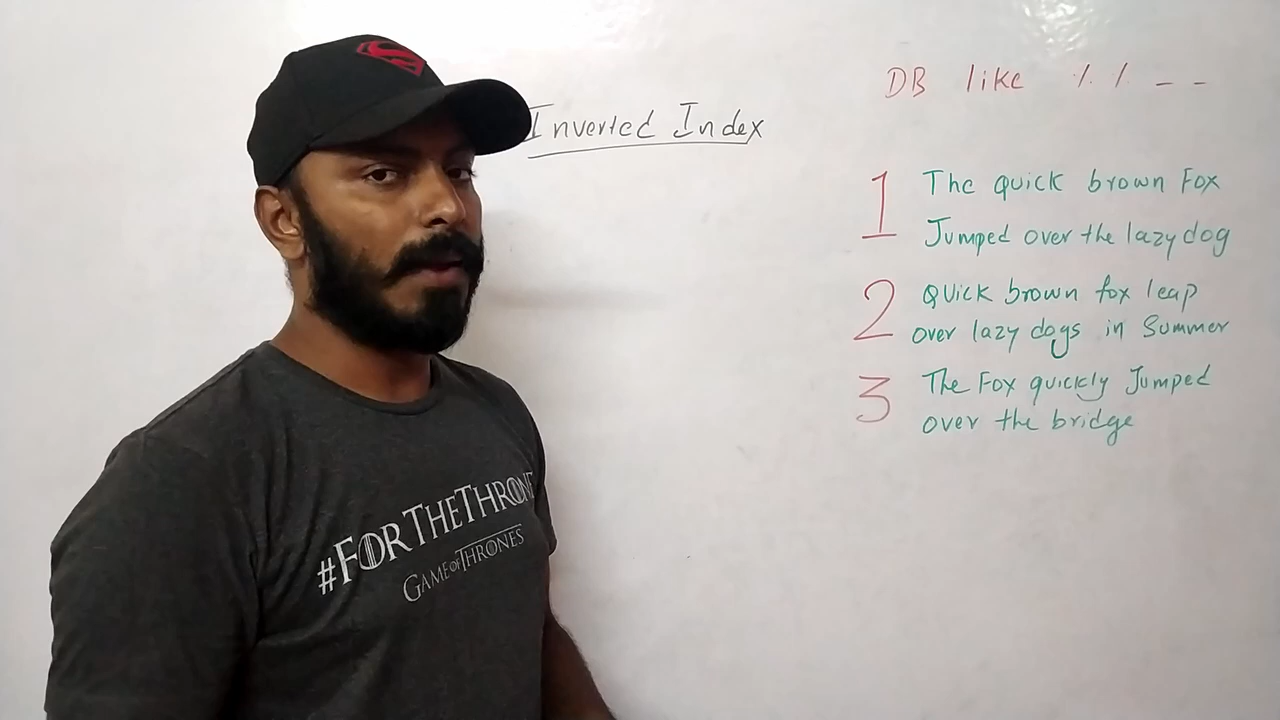 Inverted Index
DB like % % _ _
1 The quick brown Fox
Jumped over the lazy dog
2 Quick brown fox leap
over lazy dogs in Summer
3 The Fox quickly Jumped
over the bridge
#FORTHETHRONE
GAME OF THRONES